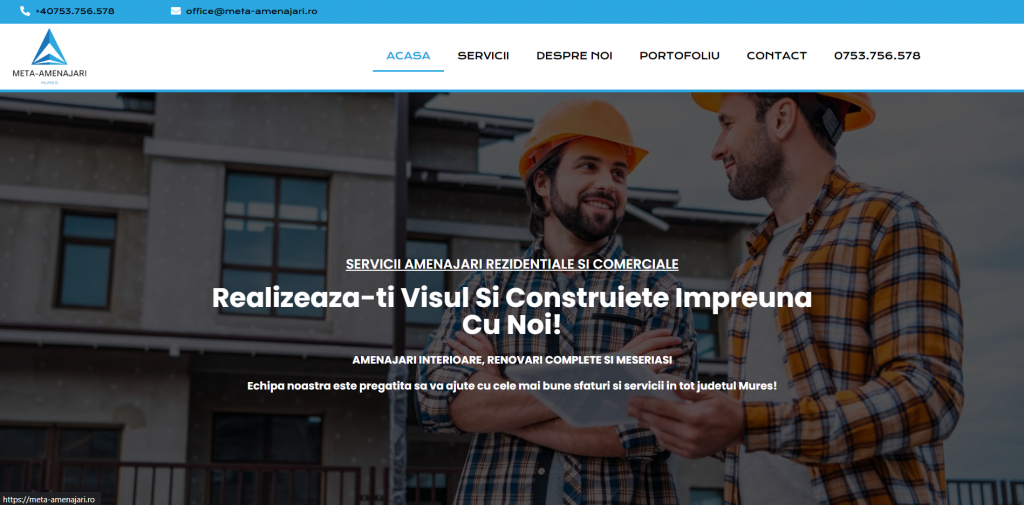 +40753.756.578
office@meta-amenajari.ro
META-AMENAJARI
MURES
ACASA
SERVICII
DESPRE NOI
PORTOFOLIU
CONTACT
0753.756.578
SERVICII AMENAJARI REZIDENTIALE SI COMERCIALE
Realizeaza-ti Visul Si Construiete Impreuna
Cu Noi!
AMENAJARI INTERIOARE, RENOVARI COMPLETE SI MESERIASI
Echipa noastra este pregatita sa va ajute cu cele mai bune sfaturi si servicii in tot judetul Mures!
https://meta-amenajari.ro